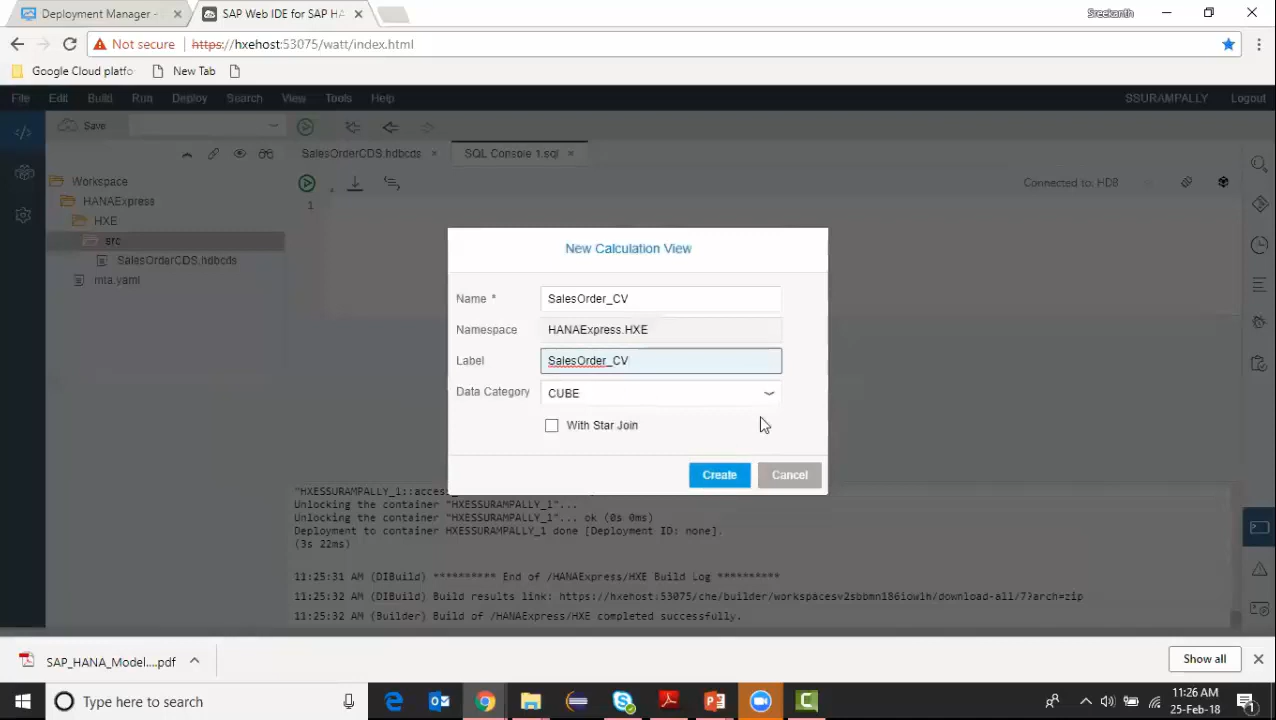 Deployment Manager -
SAP Web IDE for SAP HA
Sreekanth
Not secure
https://hxehost:53075/watt/index.html
Google Cloud platfo
New Tab
File Edit Build Run Deploy Search View Tools Help
SSURAMPALLY Logout
Save
SalesOrderCDS.hdbcds
SQL Console 1.sql
Workspace
HANAExpress
HXE
src
SalesOrderCDS.hdbcds
mta.yaml
Connected to: HDB
1
New Calculation View
Name * SalesOrder_CV
Namespace HANAExpress.HXE
Label SalesOrder_CV
Data Category CUBE
With Star Join
Create Cancel
"HXESSURAMPALLY_1::access_
Unlocking the container "HXESSURAMPALLY_1"...
Unlocking the container "HXESSURAMPALLY_1"... ok (0s 0ms)
Deployment to container HXESSURAMPALLY_1 done [Deployment ID: none].
(3s 22ms)
11:25:31 AM (DIBuild) ********** End of /HANAExpress/HXE Build Log **********
11:25:32 AM (DIBuild) Build results link: https://hxehost:53075/che/builder/workspacesv2sbbmn186iowlh/download-all/7?arch=zip
11:25:32 AM (Builder) Build of /HANAExpress/HXE completed successfully.
SAP_HANA_Model....pdf
Show all
Type here to search
11:26 AM
25-Feb-18
1